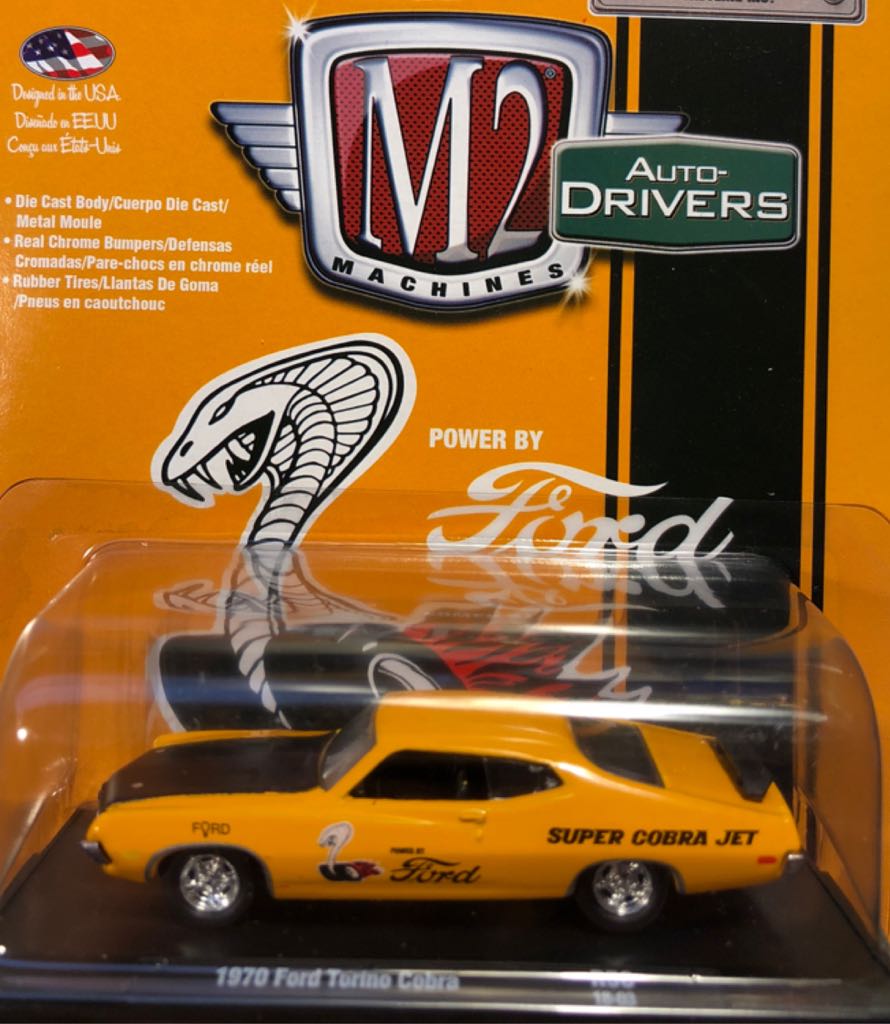 Designed in the USA.
Diseñado en EEUU
Conçu aux États-Unis
• Die Cast Body/Cuerpo Die Cast/
Metal Moule
• Real Chrome Bumpers/Defensas
Cromadas/Pare-chocs en chrome réel
• Rubber Tires/Llantas De Goma
/Pneus en caoutchouc
M2®
MACHINES
AUTO-
DRIVERS
POWER BY
Ford
FORD
POWER BY
Ford
SUPER COBRA JET
1970 Ford Torino Cobra